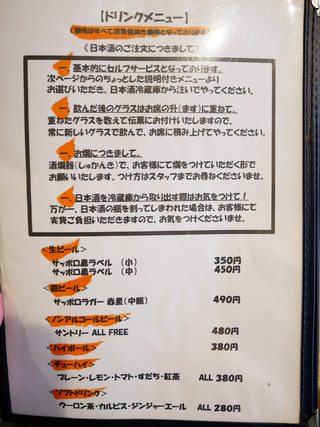 【ドリンクメニュー】
(価格はすべて消費税抜き価格となっております)
(日本酒のご注文につきまして)
一、基本的にセルフサービスとなっております。
次ページからのちょっとした説明付きメニューより
お選びいただき、日本酒冷蔵庫から注いでやってください。
一、飲んだ後のグラスはお席の升(ます)に重ねて。
重ねたグラスを数えて伝票にお付けいたしますので、
常に新しいグラスで飲んで、お席に積み上げてやってください。
一、お燗につきまして。
酒燗器(しゅかんき)で、お客様にて燗をつけていただく形で
お願いいたします。つけ方はスタッフまでお尋ねくださいませ。
一、日本酒を冷蔵庫から取り出す際はお気をつけて!
万が一、日本酒の瓶を割ってしまわれた場合は、お客様にて
実費ご負担いただきますので、お気をつけくださいませ。
<生ビール>
サッポロ黒ラベル (小) 350円
サッポロ黒ラベル (中) 450円
<瓶ビール>
サッポロラガー 赤星(中瓶) 490円
<ノンアルコールビール>
サントリー ALL FREE 480円
<ハイボール> 380円
<チューハイ>
プレーン・レモン・トマト・すだち・紅茶 ALL 380円
<ソフトドリンク>
ウーロン茶・カルピス・ジンジャーエール ALL 280円